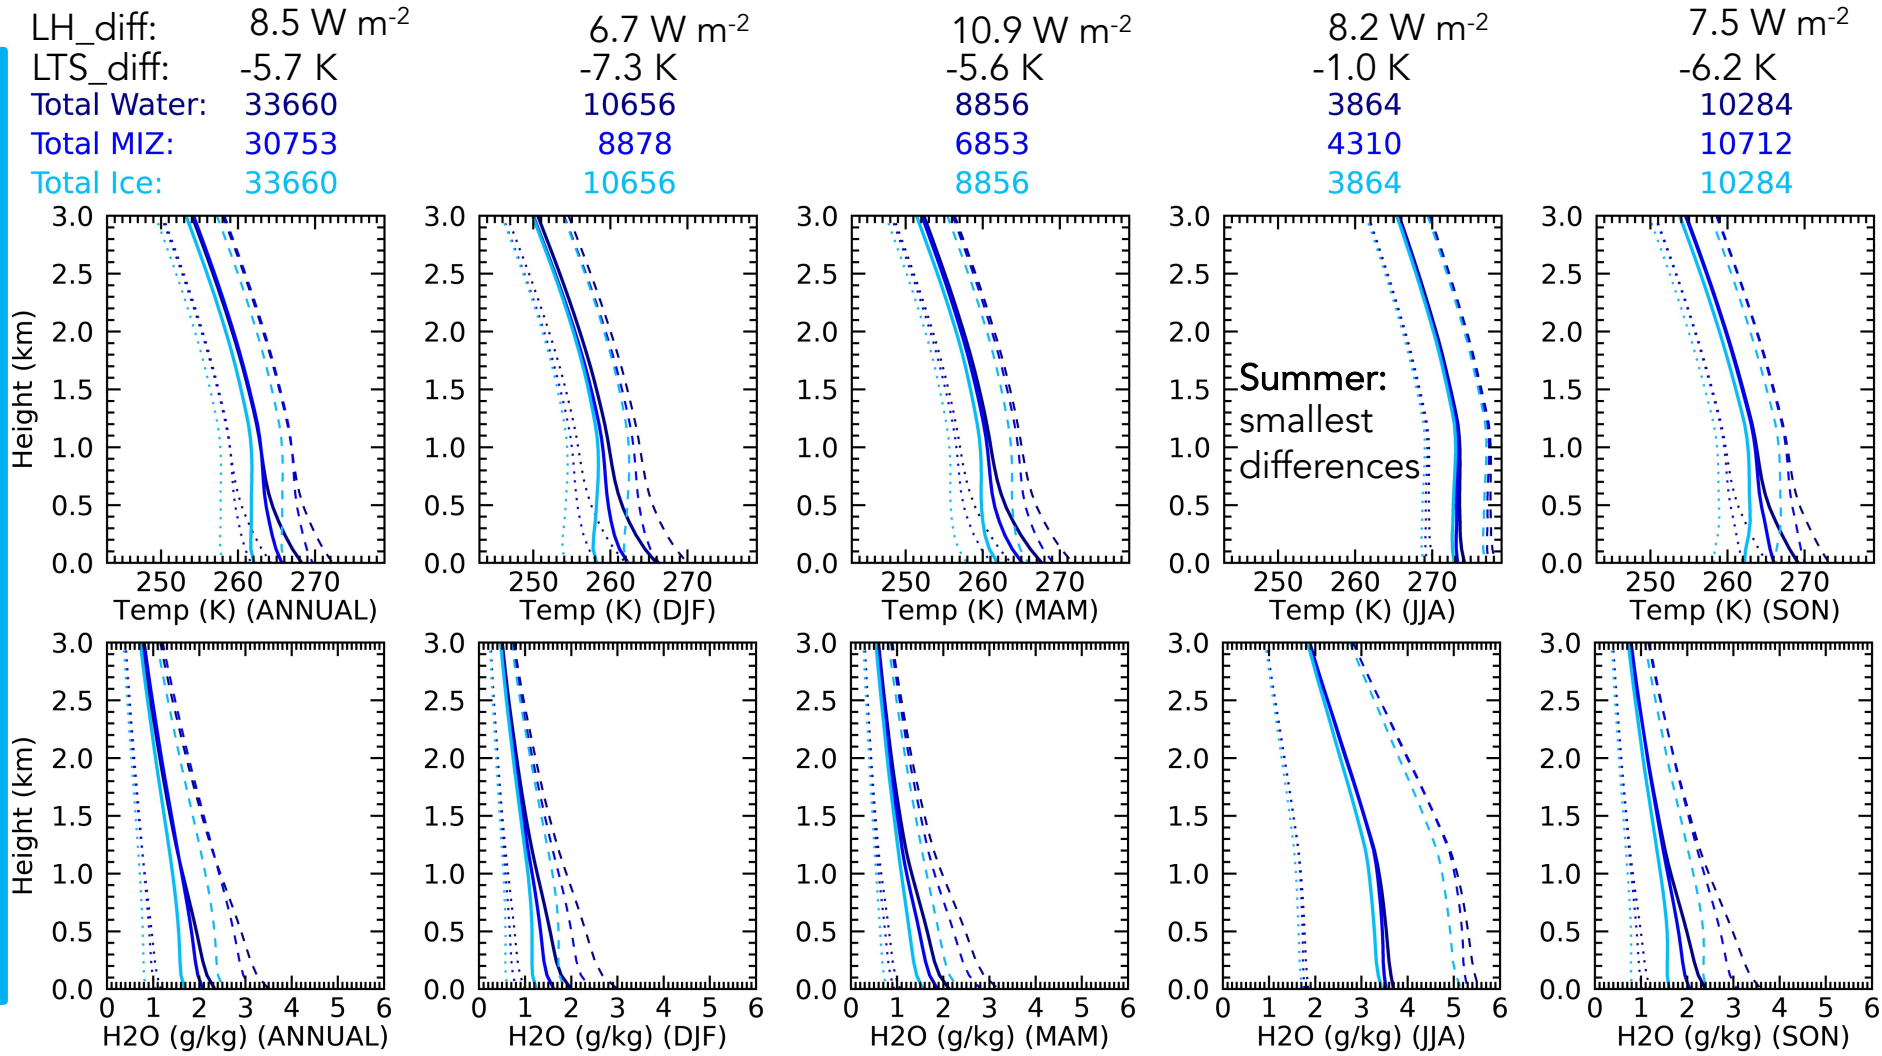 LH_diff: 8.5 W m-2 6.7 W m-2 10.9 W m-2 8.2 W m-2 7.5 W m-2
LTS_diff: -5.7 K -7.3 K -5.6 K -1.0 K -6.2 K
Total Water: 33660 10656 8856 3864 10284
Total MIZ: 30753 8878 6853 4310 10712
Total Ice: 33660 10656 8856 3864 10284
3.0 3.0 3.0 3.0 3.0
2.5 2.5 2.5 2.5 2.5
2.0 2.0 2.0 2.0 2.0
1.5 1.5 1.5 1.5 1.5
1.0 1.0 1.0 1.0 1.0
0.5 0.5 0.5 0.5 0.5
0.0 0.0 0.0 0.0 0.0
Height (km)
Summer:
smallest
differences
250 260 270 250 260 270 250 260 270 250 260 270 250 260 270
Temp (K) (ANNUAL) Temp (K) (DJF) Temp (K) (MAM) Temp (K) (JJA) Temp (K) (SON)
3.0 3.0 3.0 3.0 3.0
2.5 2.5 2.5 2.5 2.5
2.0 2.0 2.0 2.0 2.0
1.5 1.5 1.5 1.5 1.5
1.0 1.0 1.0 1.0 1.0
0.5 0.5 0.5 0.5 0.5
0.0 0.0 0.0 0.0 0.0
Height (km)
0 1 2 3 4 5 6 0 1 2 3 4 5 6 0 1 2 3 4 5 6 0 1 2 3 4 5 6 0 1 2 3 4 5 6
H2O (g/kg) (ANNUAL) H2O (g/kg) (DJF) H2O (g/kg) (MAM) H2O (g/kg) (JJA) H2O (g/kg) (SON)